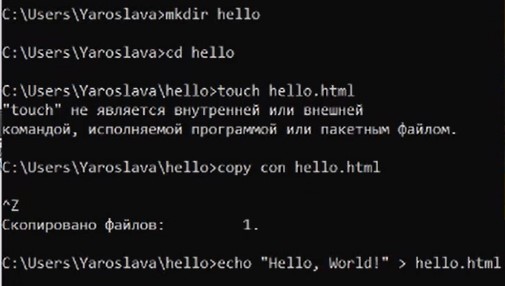 C:\Users\Yaroslava>mkdir hello
C:\Users\Yaroslava>cd hello
C:\Users\Yaroslava\hello>touch hello.html
"touch" не является внутренней или внешней
командой, исполняемой программой или пакетным файлом.
C:\Users\Yaroslava\hello>copy con hello.html
^Z
Скопировано файлов:         1.
C:\Users\Yaroslava\hello>echo "Hello, World!" > hello.html